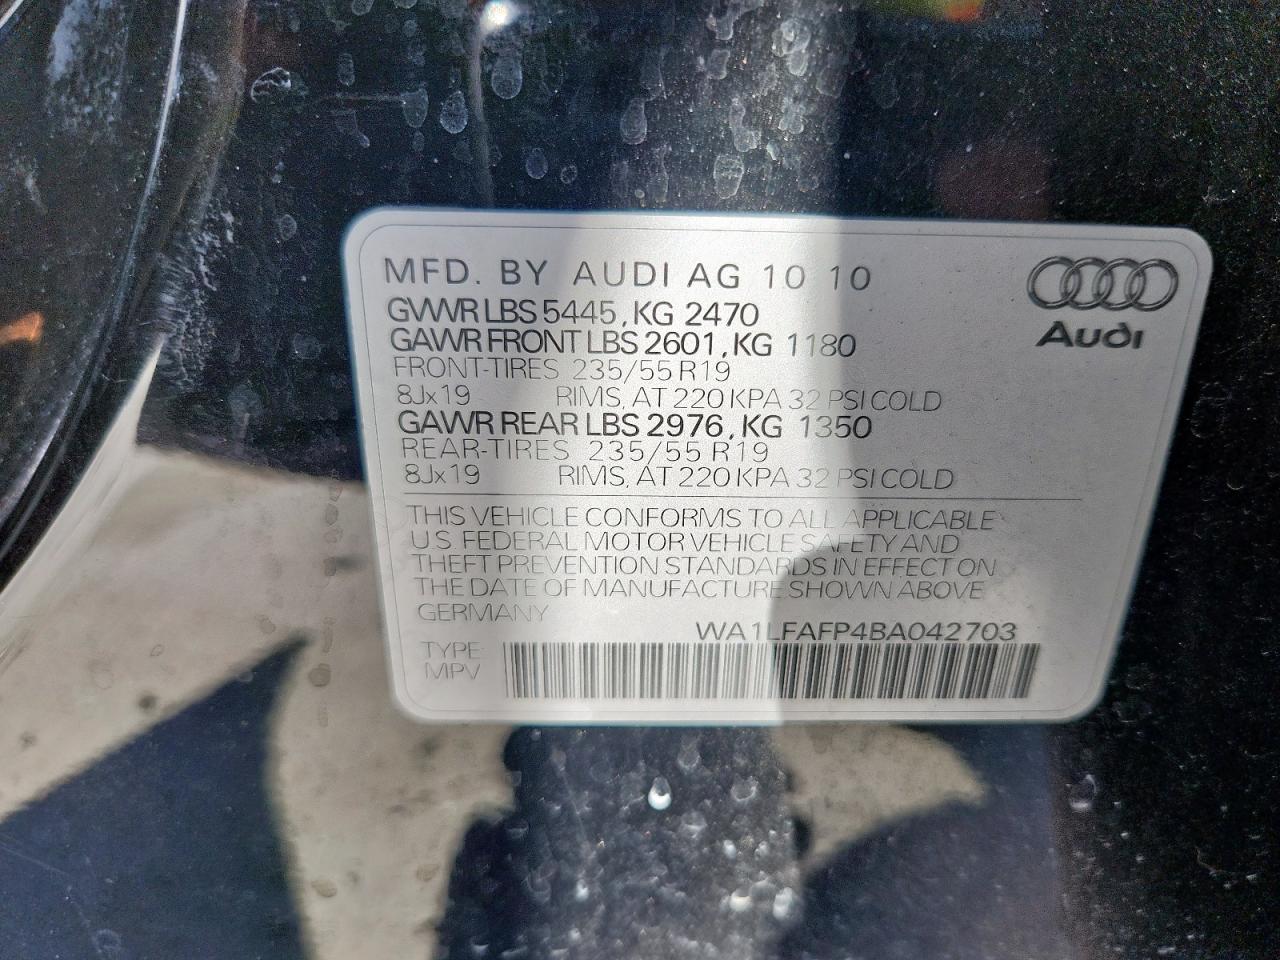 MFD. BY AUDI AG 10 10
GVWR LBS 5445, KG 2470
GAWR FRONT LBS 2601, KG 1180
FRONT-TIRES 235/55 R19
8Jx19 RIMS, AT 220 KPA 32 PSI COLD
GAWR REAR LBS 2976, KG 1350
REAR-TIRES 235/55 R19
8Jx19 RIMS, AT 220 KPA 32 PSI COLD
Audi
THIS VEHICLE CONFORMS TO ALL APPLICABLE
U.S. FEDERAL MOTOR VEHICLE SAFETY AND
THEFT PREVENTION STANDARDS IN EFFECT ON
THE DATE OF MANUFACTURE SHOWN ABOVE
GERMANY
WA1LFAFP4BA042703
TYPE:
MPV